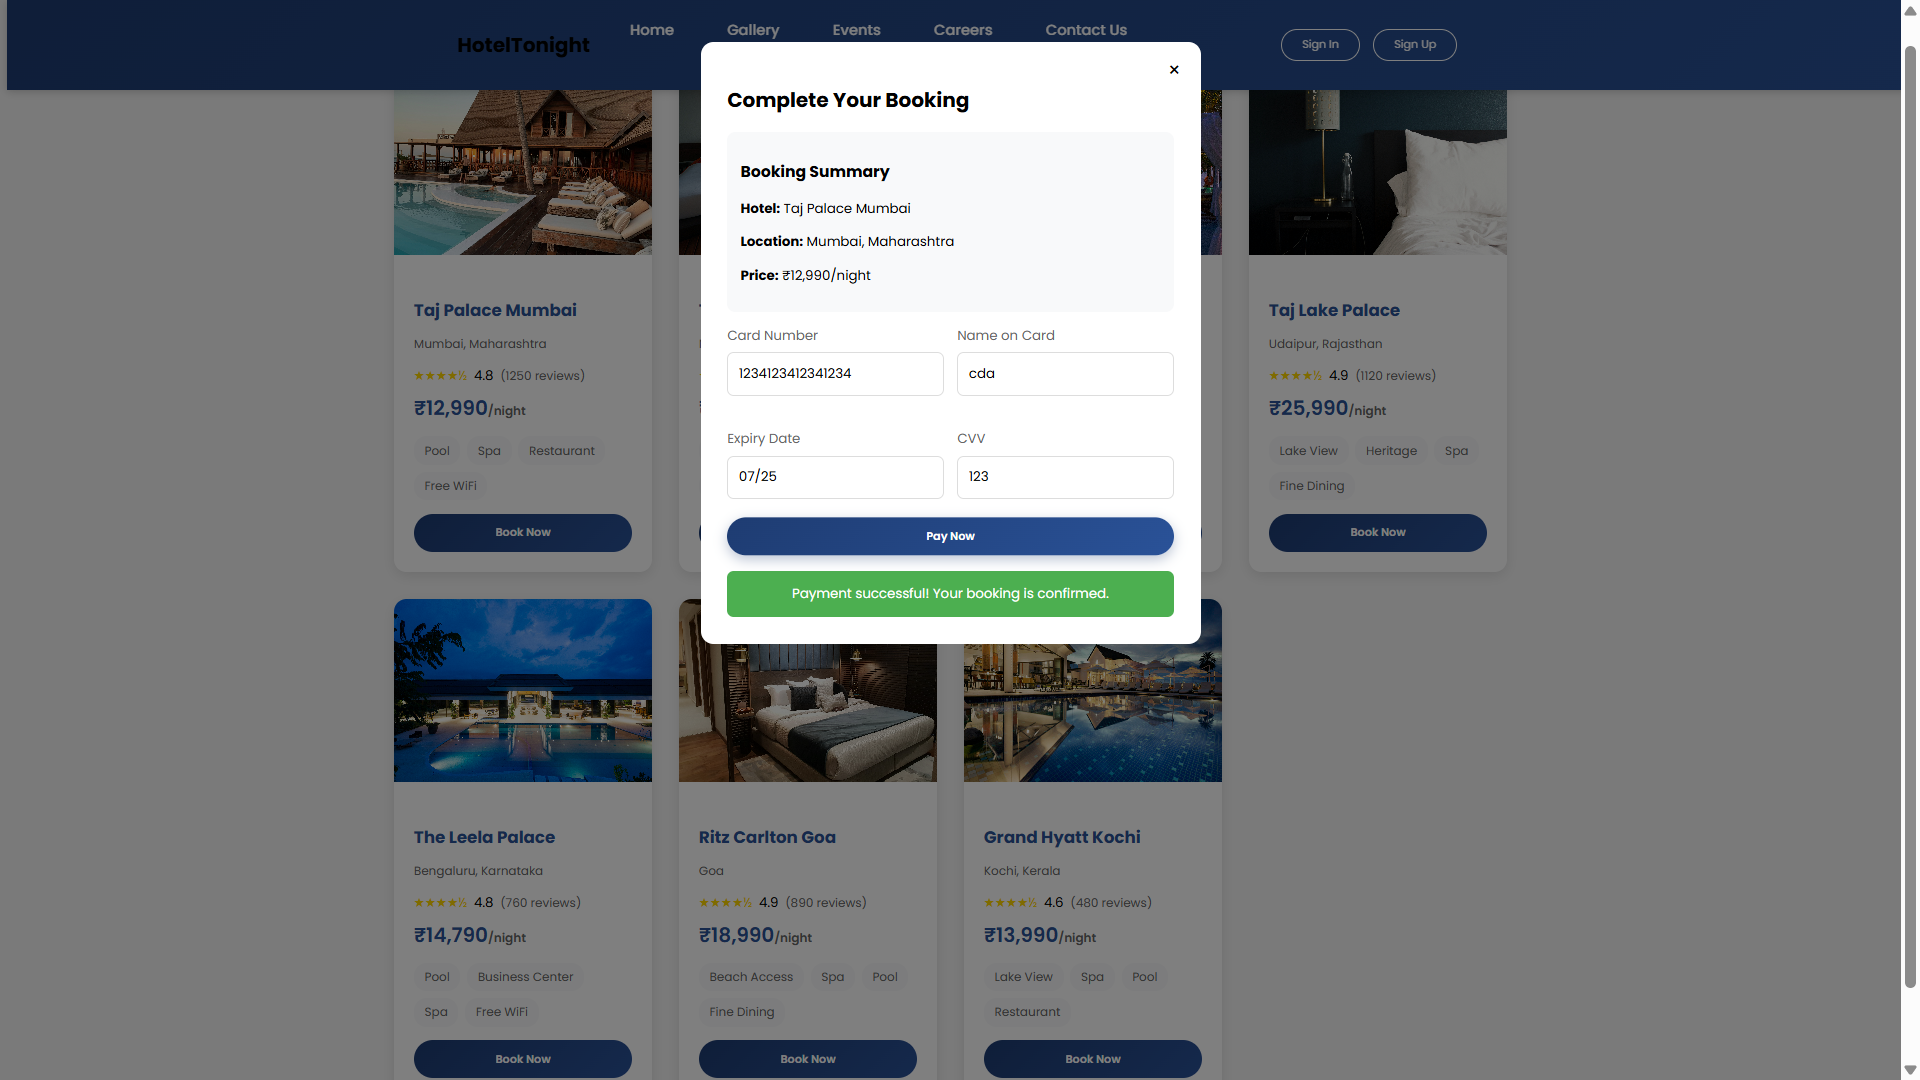 HotelTonight
Home
Gallery
Events
Careers
Contact Us
Sign In
Sign Up
×
Complete Your Booking
Booking Summary
Hotel: Taj Palace Mumbai
Location: Mumbai, Maharashtra
Price: ₹12,990/night
Card Number
Name on Card
1234123412341234
cda
Expiry Date
CVV
07/25
123
Pay Now
Payment successful! Your booking is confirmed.
Taj Palace Mumbai
Mumbai, Maharashtra
★★★★½ 4.8 (1250 reviews)
₹12,990/night
Pool
Spa
Restaurant
Free WiFi
Book Now
Taj Lake Palace
Udaipur, Rajasthan
★★★★½ 4.9 (1120 reviews)
₹25,990/night
Lake View
Heritage
Spa
Fine Dining
Book Now
The Leela Palace
Bengaluru, Karnataka
★★★★½ 4.8 (760 reviews)
₹14,790/night
Pool
Business Center
Spa
Free WiFi
Book Now
Ritz Carlton Goa
Goa
★★★★½ 4.9 (890 reviews)
₹18,990/night
Beach Access
Spa
Pool
Fine Dining
Book Now
Grand Hyatt Kochi
Kochi, Kerala
★★★★½ 4.6 (480 reviews)
₹13,990/night
Lake View
Spa
Pool
Restaurant
Book Now